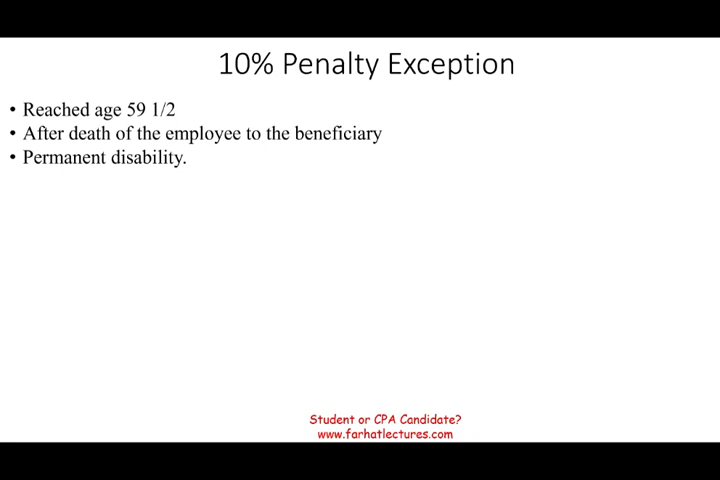 10% Penalty Exception
• Reached age 59 1/2
• After death of the employee to the beneficiary
• Permanent disability.
Student or CPA Candidate?
www.farhatlectures.com